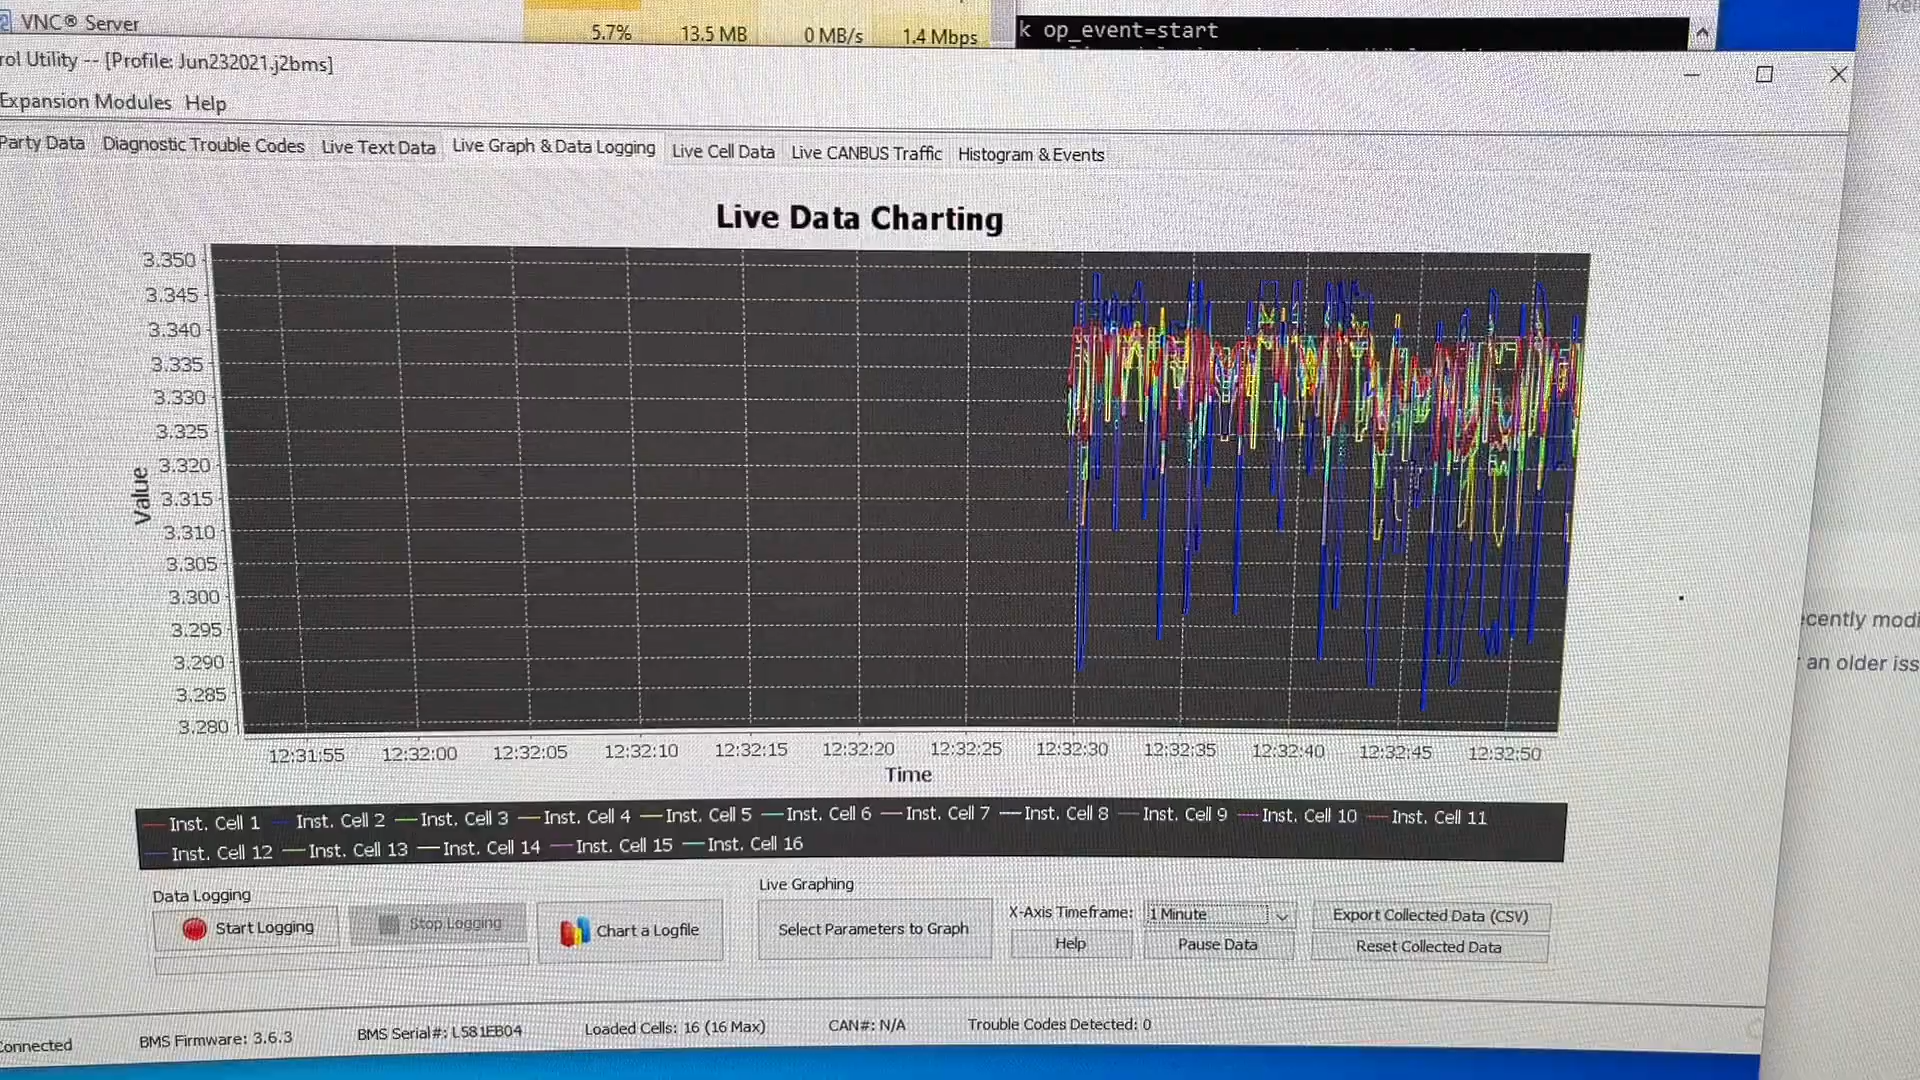 VNC® Server
5.7% 13.5 MB 0 MB/s 1.4 Mbps
k op_event=start
rol Utility -- [Profile: Jun232021.j2bms]
Expansion Modules Help
Party Data Diagnostic Trouble Codes Live Text Data Live Graph & Data Logging Live Cell Data Live CANBUS Traffic Histogram & Events
Live Data Charting
3.350
3.345
3.340
3.335
3.330
3.325
3.320
3.315
3.310
3.305
3.300
3.295
3.290
3.285
3.280
Value
12:31:55 12:32:00 12:32:05 12:32:10 12:32:15 12:32:20 12:32:25 12:32:30 12:32:35 12:32:40 12:32:45 12:32:50
Time
Inst. Cell 1 Inst. Cell 2 Inst. Cell 3 Inst. Cell 4 Inst. Cell 5 Inst. Cell 6 Inst. Cell 7 Inst. Cell 8 Inst. Cell 9 Inst. Cell 10 Inst. Cell 11
Inst. Cell 12 Inst. Cell 13 Inst. Cell 14 Inst. Cell 15 Inst. Cell 16
Data Logging
Start Logging Stop Logging Chart a Logfile
Live Graphing
Select Parameters to Graph
X-Axis Timeframe: 1 Minute
Help Pause Data
Export Collected Data (CSV)
Reset Collected Data
Connected BMS Firmware: 3.6.3 BMS Serial#: L581EB04 Loaded Cells: 16 (16 Max) CAN#: N/A Trouble Codes Detected: 0
ecently modi
an older iss